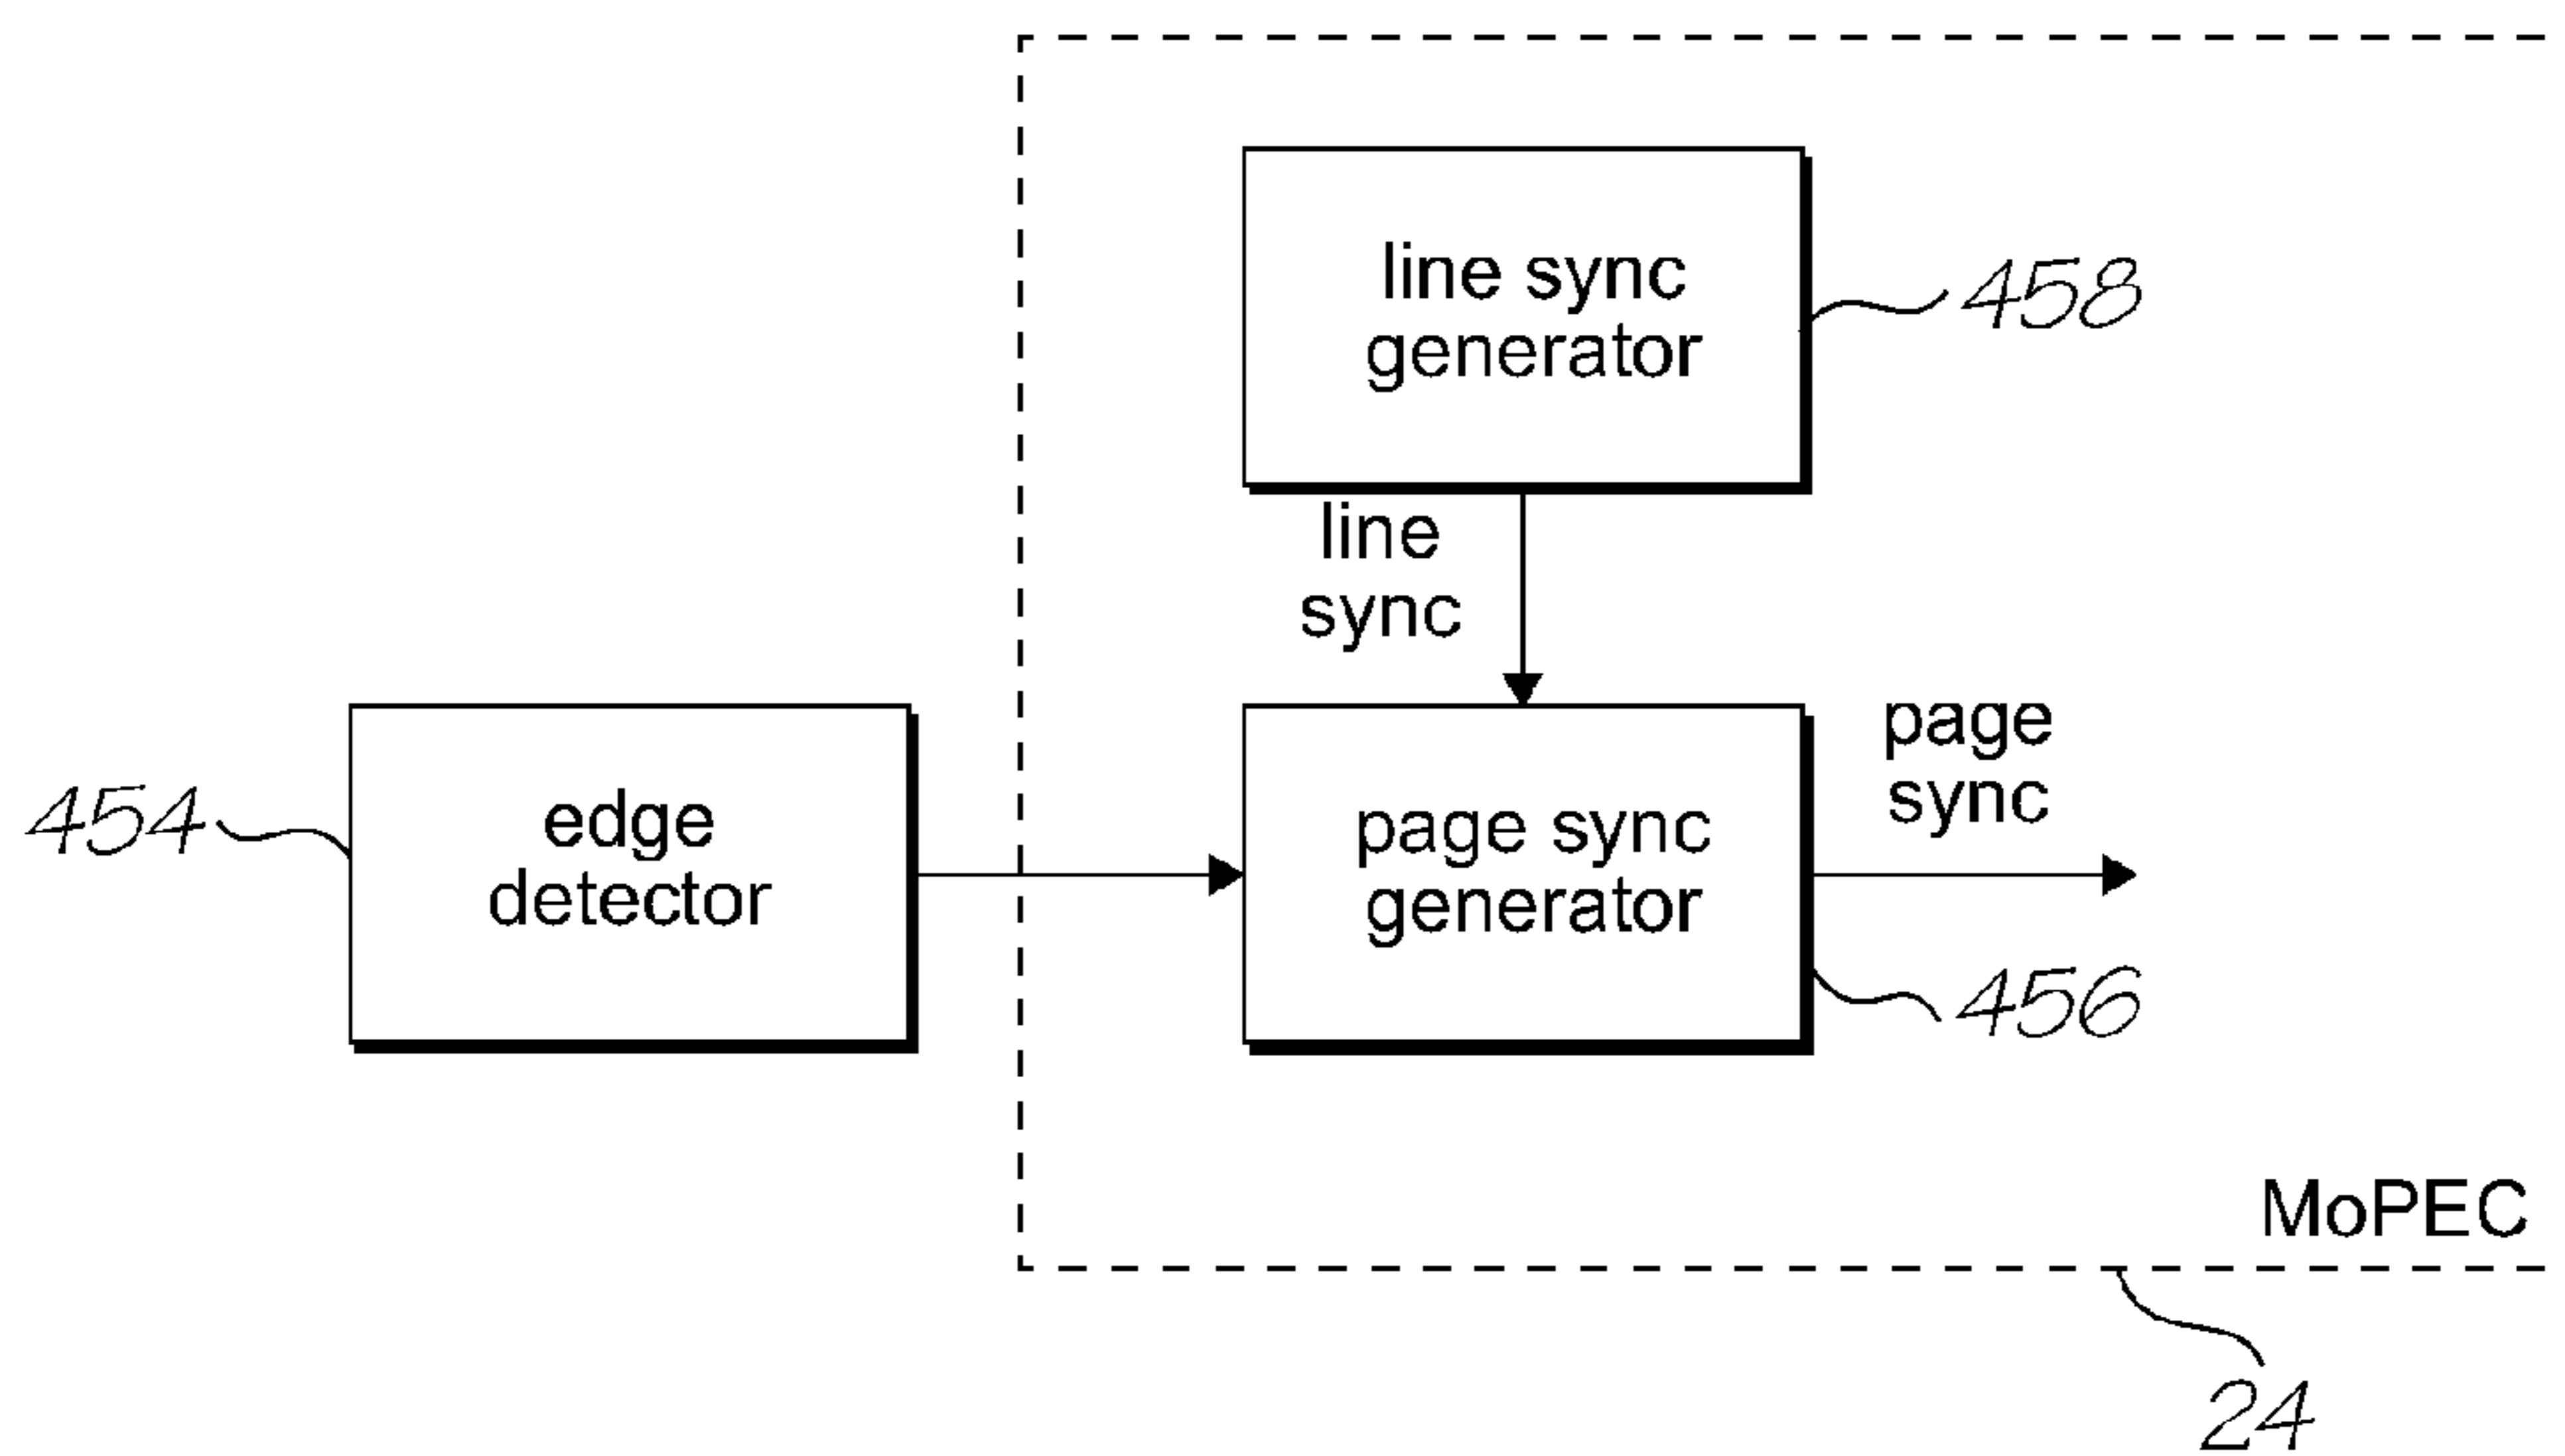 line sync
generator
458
line
sync
page
sync
454
edge
detector
page sync
generator
456
MoPEC
24